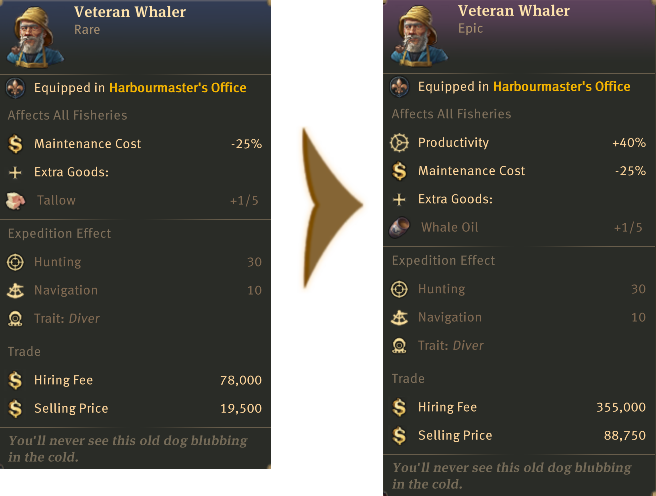 Veteran Whaler
Rare
Equipped in Harbourmaster's Office
Affects All Fisheries
Maintenance Cost -25%
Extra Goods:
Tallow +1/5
Expedition Effect
Hunting 30
Navigation 10
Trait: Diver
Trade
Hiring Fee 78,000
Selling Price 19,500
You'll never see this old dog blubbing
in the cold.
Veteran Whaler
Epic
Equipped in Harbourmaster's Office
Affects All Fisheries
Productivity +40%
Maintenance Cost -25%
Extra Goods:
Whale Oil +1/5
Expedition Effect
Hunting 30
Navigation 10
Trait: Diver
Trade
Hiring Fee 355,000
Selling Price 88,750
You'll never see this old dog blubbing
in the cold.